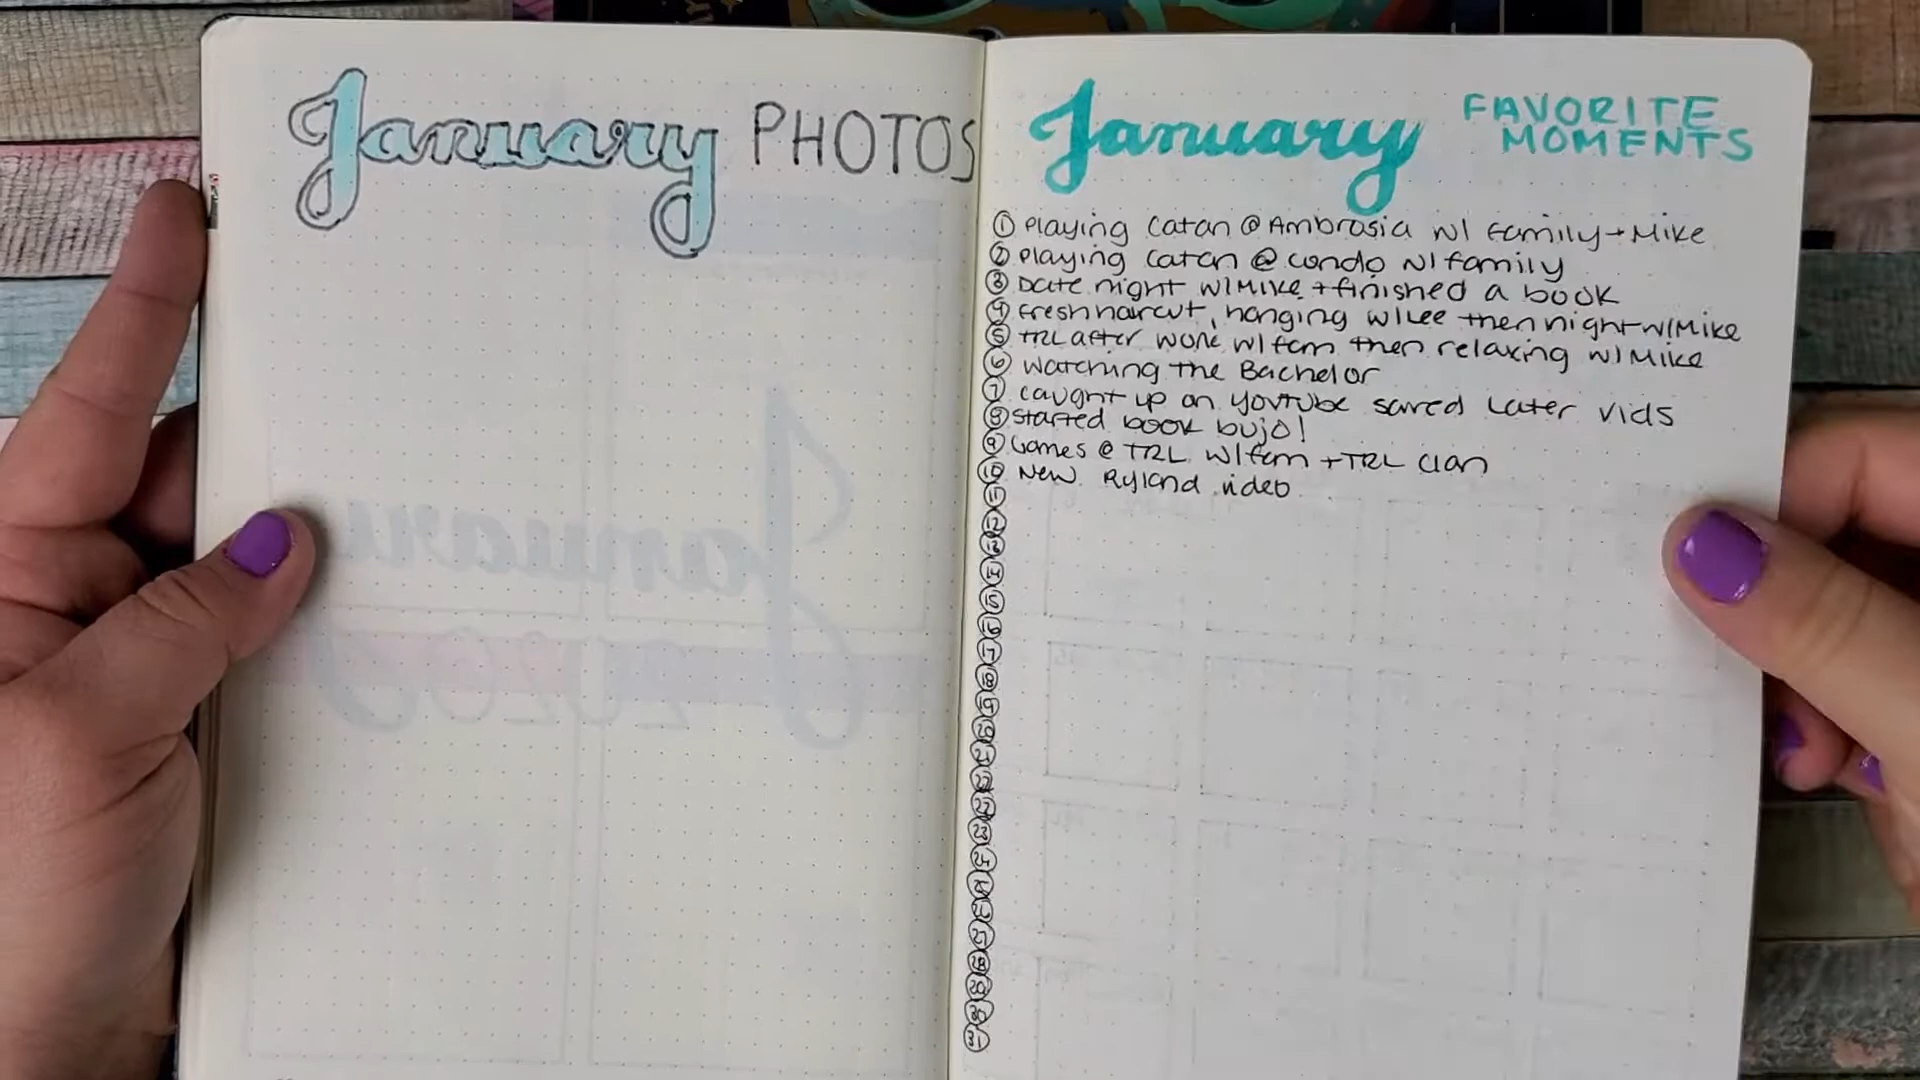 January PHOTOS
January FAVORITE
MOMENTS
① Playing Catan @ Ambrosia w/ family + Mike
② Playing Catan @ condo w/ family
③ Date night w/ Mike + finished a book
④ Fresh haircut, hanging w/ Lee then night w/ Mike
⑤ TRL after work w/ fam then relaxing w/ Mike
⑥ Watching the Bachelor
⑦ caught up on YouTube saved later vids
⑧ started book bujo!
⑨ Games @ TRL w/ fam + TRL clan
⑩ New Ryland video